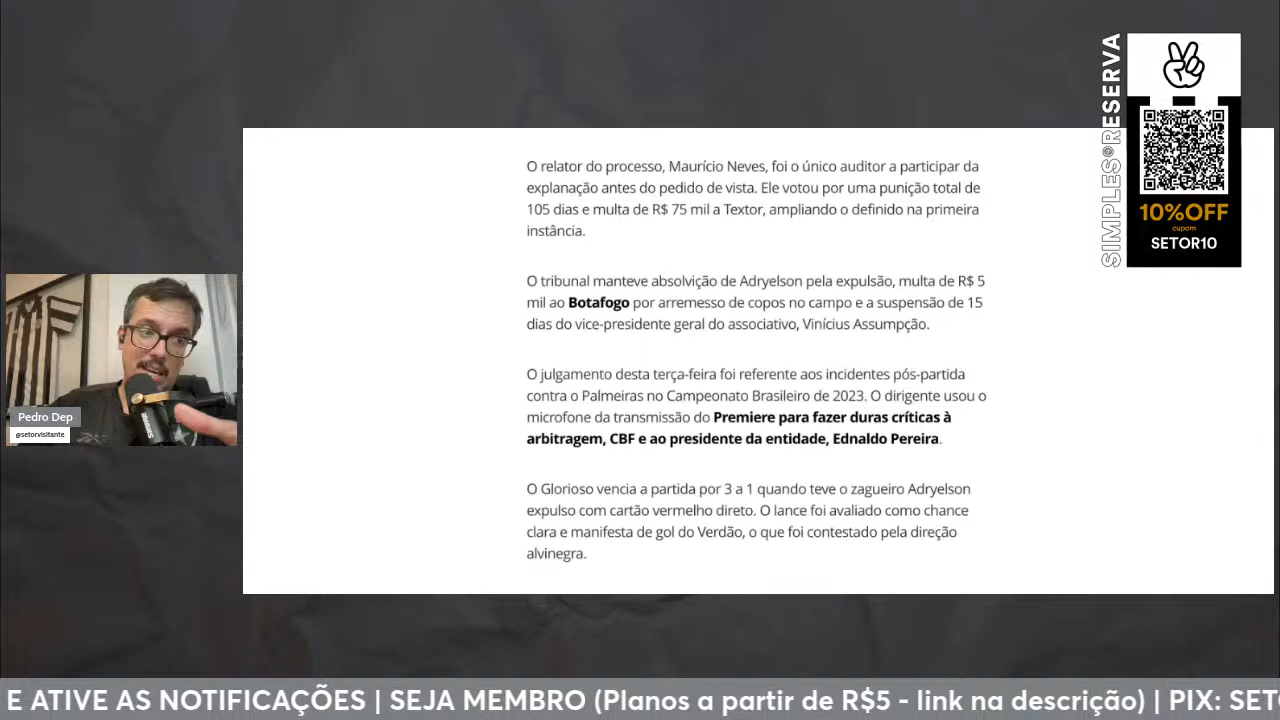 O relator do processo, Maurício Neves, foi o único auditor a participar da
explanação antes do pedido de vista. Ele votou por uma punição total de
105 dias e multa de R$ 75 mil a Textor, ampliando o definido na primeira
instância.
O tribunal manteve absolvição de Adryelson pela expulsão, multa de R$ 5
mil ao Botafogo por arremesso de copos no campo e a suspensão de 15
dias do vice-presidente geral do associativo, Vinícius Assumpção.
O julgamento desta terça-feira foi referente aos incidentes pós-partida
contra o Palmeiras no Campeonato Brasileiro de 2023. O dirigente usou o
microfone da transmissão do Premiere para fazer duras críticas à
arbitragem, CBF e ao presidente da entidade, Ednaldo Pereira.
O Glorioso vencia a partida por 3 a 1 quando teve o zagueiro Adryelson
expulso com cartão vermelho direto. O lance foi avaliado como chance
clara e manifesta de gol do Verdão, o que foi contestado pela direção
alvinegra.
SIMPLES®RESERVA
10%OFF
cupom
SETOR10
Pedro Dep
@setorvisitante
SHURE
E ATIVE AS NOTIFICAÇÕES | SEJA MEMBRO (Planos a partir de R$5 - link na descrição) | PIX: SET